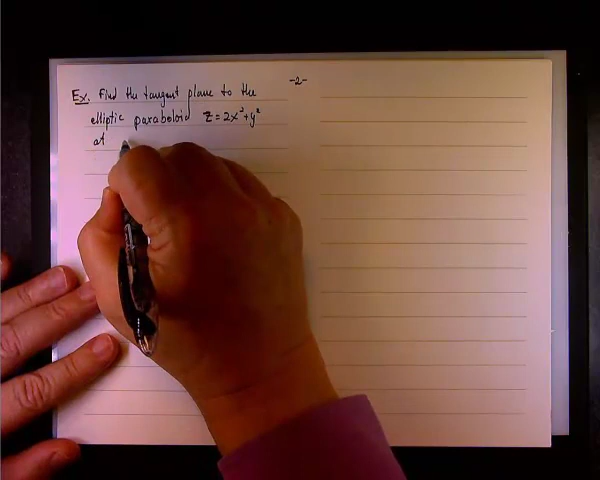 -2-
Ex. Find the tangent plane to the
elliptic paraboloid z = 2x² + y²
at